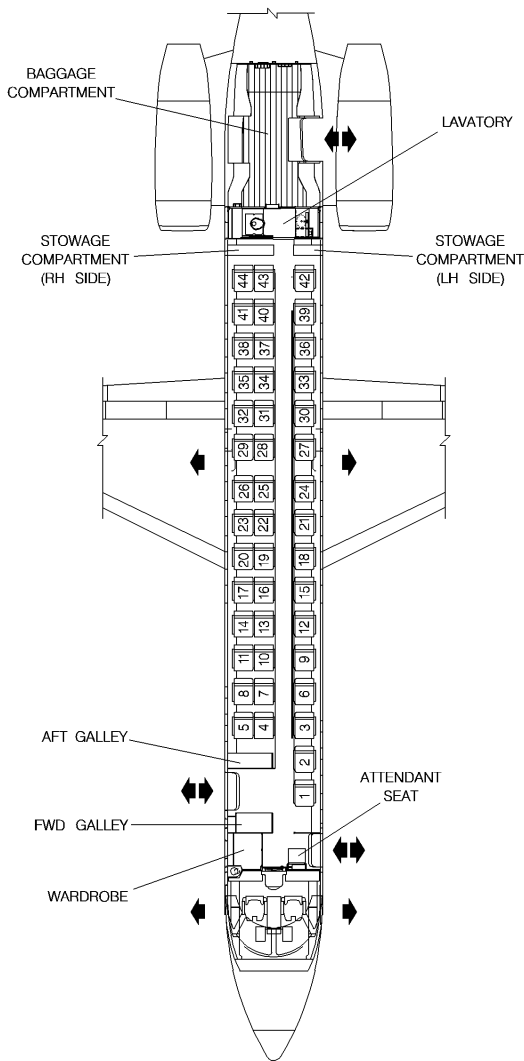 BAGGAGE
COMPARTMENT
LAVATORY
STOWAGE
COMPARTMENT
(RH SIDE)
STOWAGE
COMPARTMENT
(LH SIDE)
44 43 42
41 40 39
38 37 36
35 34 33
32 31 30
29 28 27
26 25 24
23 22 21
20 19 18
17 16 15
14 13 12
11 10 9
8 7 6
5 4 3
AFT GALLEY
2
ATTENDANT
SEAT
1
FWD GALLEY
WARDROBE